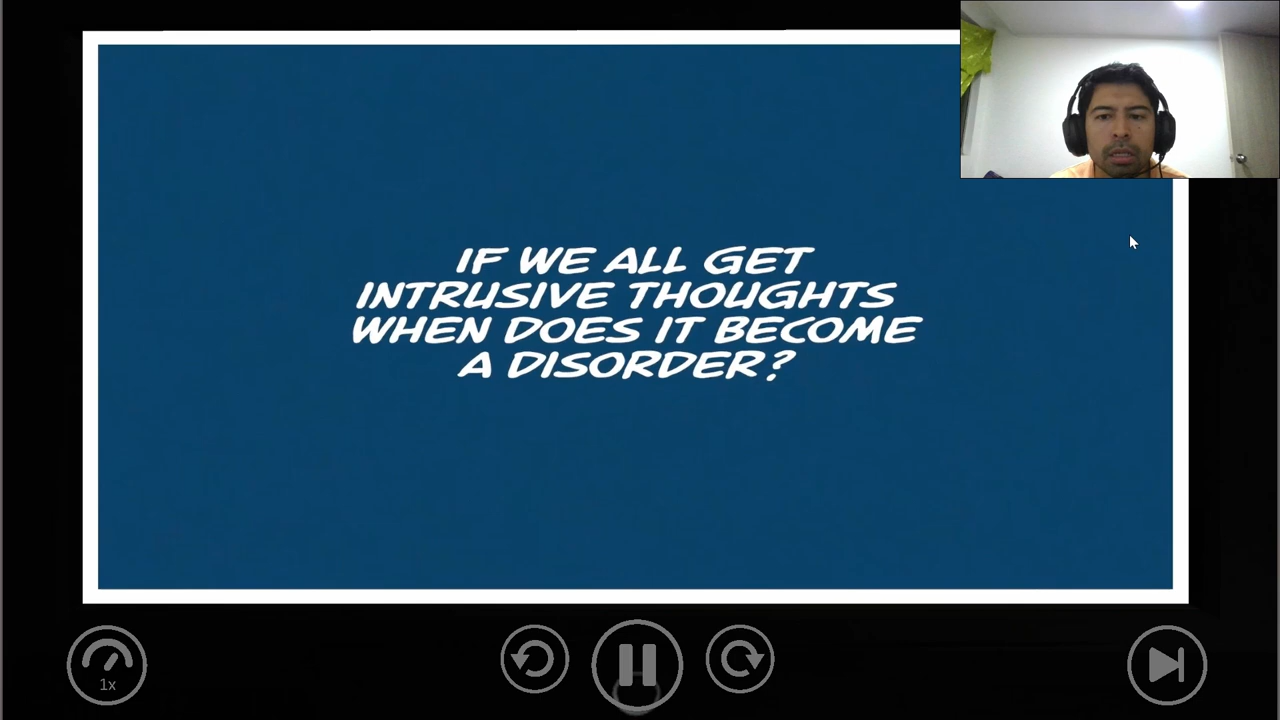 IF WE ALL GET
INTRUSIVE THOUGHTS
WHEN DOES IT BECOME
A DISORDER?
1x